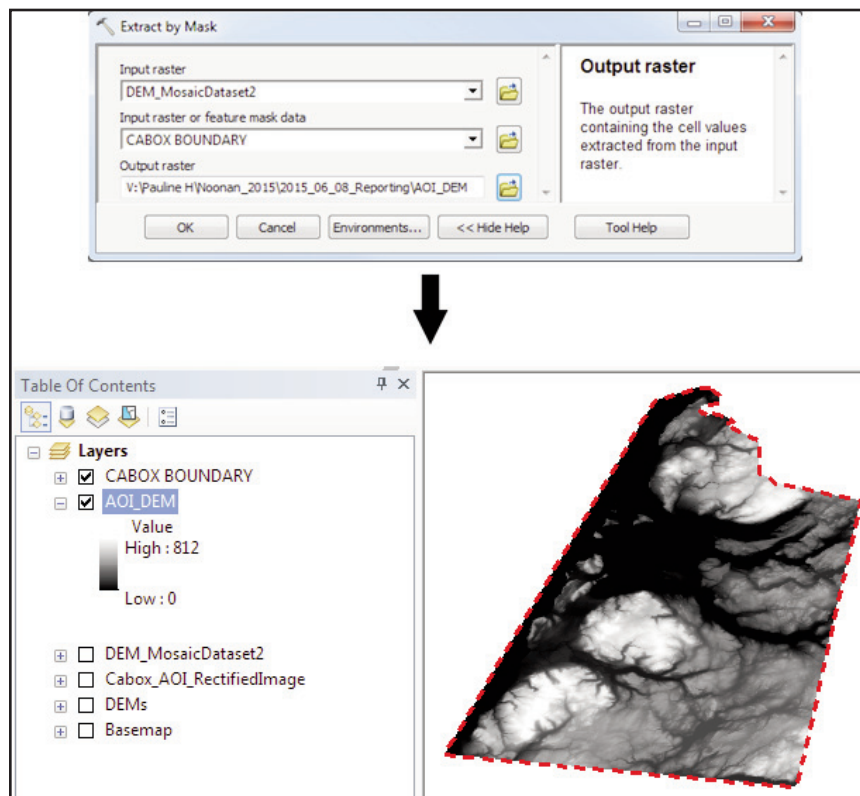 Extract by Mask
Input raster
DEM_MosaicDataset2
Input raster or feature mask data
CABOX BOUNDARY
Output raster
V:\Pauline H\Noonan_2015\2015_06_08_Reporting\AOI_DEM
OK Cancel Environments... << Hide Help Tool Help
Output raster
The output raster
containing the cell values
extracted from the input
raster.
Table Of Contents
Layers
CABOX BOUNDARY
AOI_DEM
Value
High : 812
Low : 0
DEM_MosaicDataset2
Cabox_AOI_RectifiedImage
DEMs
Basemap